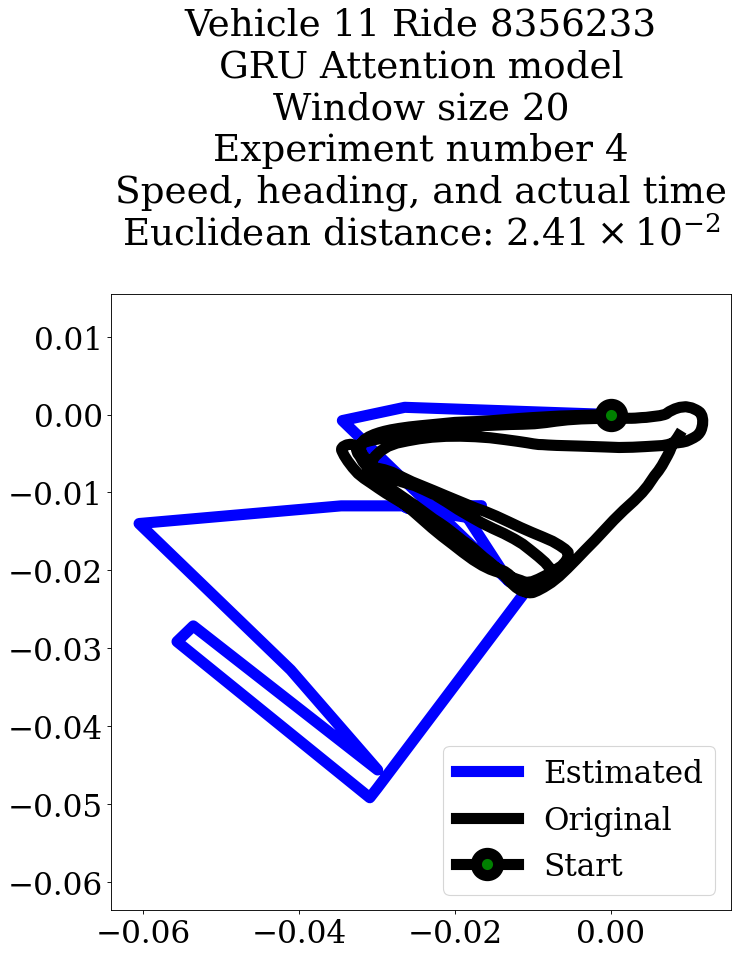 Vehicle 11 Ride 8356233
GRU Attention model
Window size 20
Experiment number 4
Speed, heading, and actual time
Euclidean distance: 2.41 × 10⁻²
0.01
0.00
−0.01
−0.02
−0.03
−0.04
−0.05
−0.06
Estimated
Original
Start
−0.06 −0.04 −0.02 0.00